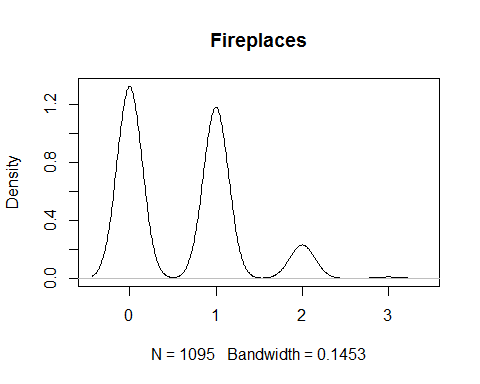 Fireplaces
Density
0.0 0.4 0.8 1.2
0 1 2 3
N = 1095 Bandwidth = 0.1453